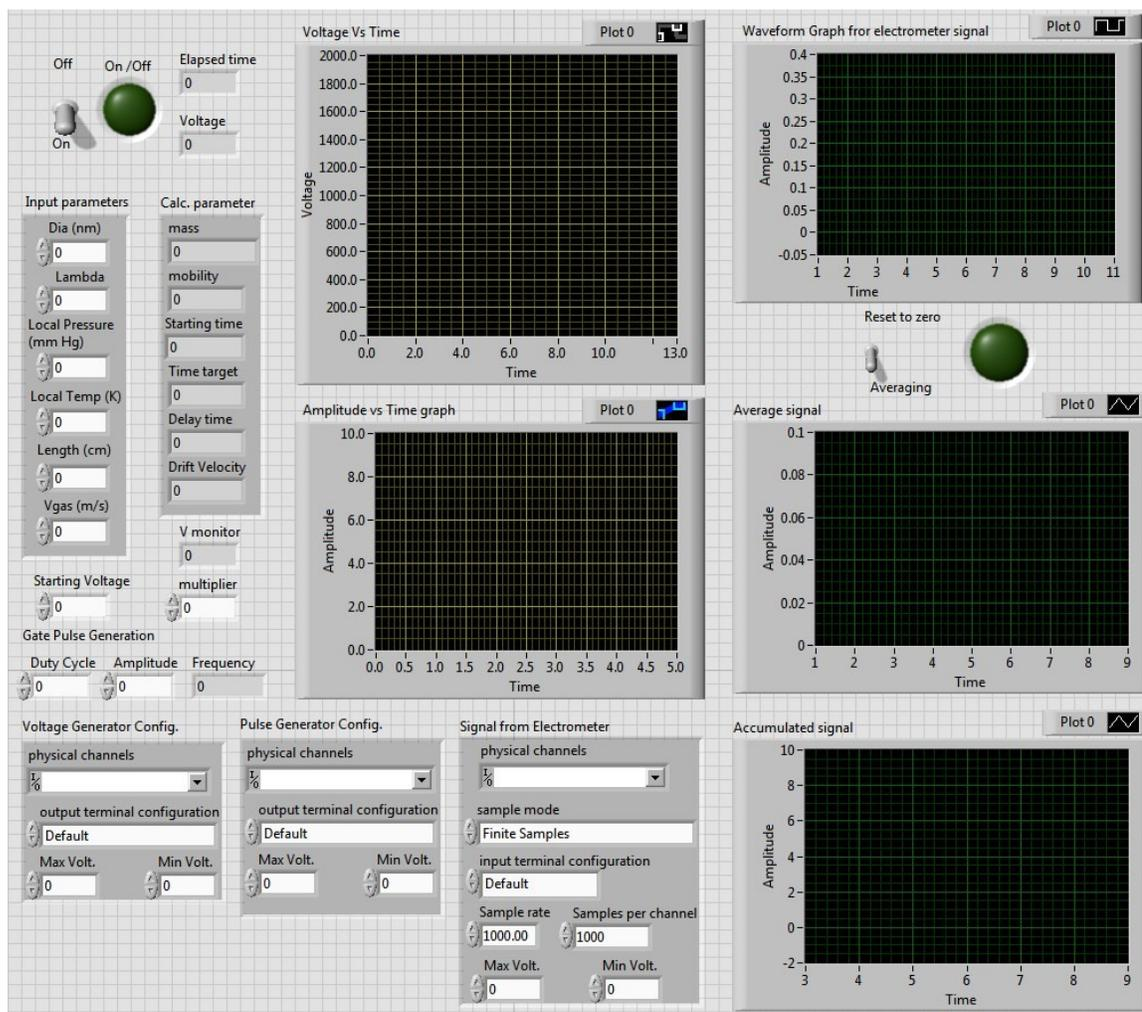 Off
On /Off
On
Elapsed time
0
Voltage
0
Input parameters
Dia (nm)
0
Lambda
0
Local Pressure
(mm Hg)
0
Local Temp (K)
0
Length (cm)
0
Vgas (m/s)
0
Calc. parameter
mass
0
mobility
0
Starting time
0
Time target
0
Delay time
0
Drift Velocity
0
V monitor
0
Starting Voltage
0
multiplier
0
Gate Pulse Generation
Duty Cycle
0
Amplitude
0
Frequency
0
Voltage Vs Time
Plot 0
Voltage
2000.0
1800.0
1600.0
1400.0
1200.0
1000.0
800.0
600.0
400.0
200.0
0.0
0.0 2.0 4.0 6.0 8.0 10.0 13.0
Time
Amplitude vs Time graph
Plot 0
Amplitude
10.0
8.0
6.0
4.0
2.0
0.0
0.0 0.5 1.0 1.5 2.0 2.5 3.0 3.5 4.0 4.5 5.0
Time
Waveform Graph fror electrometer signal
Plot 0
Amplitude
0.4
0.35
0.3
0.25
0.2
0.15
0.1
0.05
0
-0.05
1 2 3 4 5 6 7 8 9 10 11
Time
Reset to zero
Averaging
Average signal
Plot 0
Amplitude
0.1
0.08
0.06
0.04
0.02
0
1 2 3 4 5 6 7 8 9
Time
Voltage Generator Config.
physical channels
I/0
output terminal configuration
Default
Max Volt.
0
Min Volt.
0
Pulse Generator Config.
physical channels
I/0
output terminal configuration
Default
Max Volt.
0
Min Volt.
0
Signal from Electrometer
physical channels
I/0
sample mode
Finite Samples
input terminal configuration
Default
Sample rate
1000.00
Samples per channel
1000
Max Volt.
0
Min Volt.
0
Accumulated signal
Plot 0
Amplitude
10
8
6
4
2
0
-2
3 4 5 6 7 8 9
Time